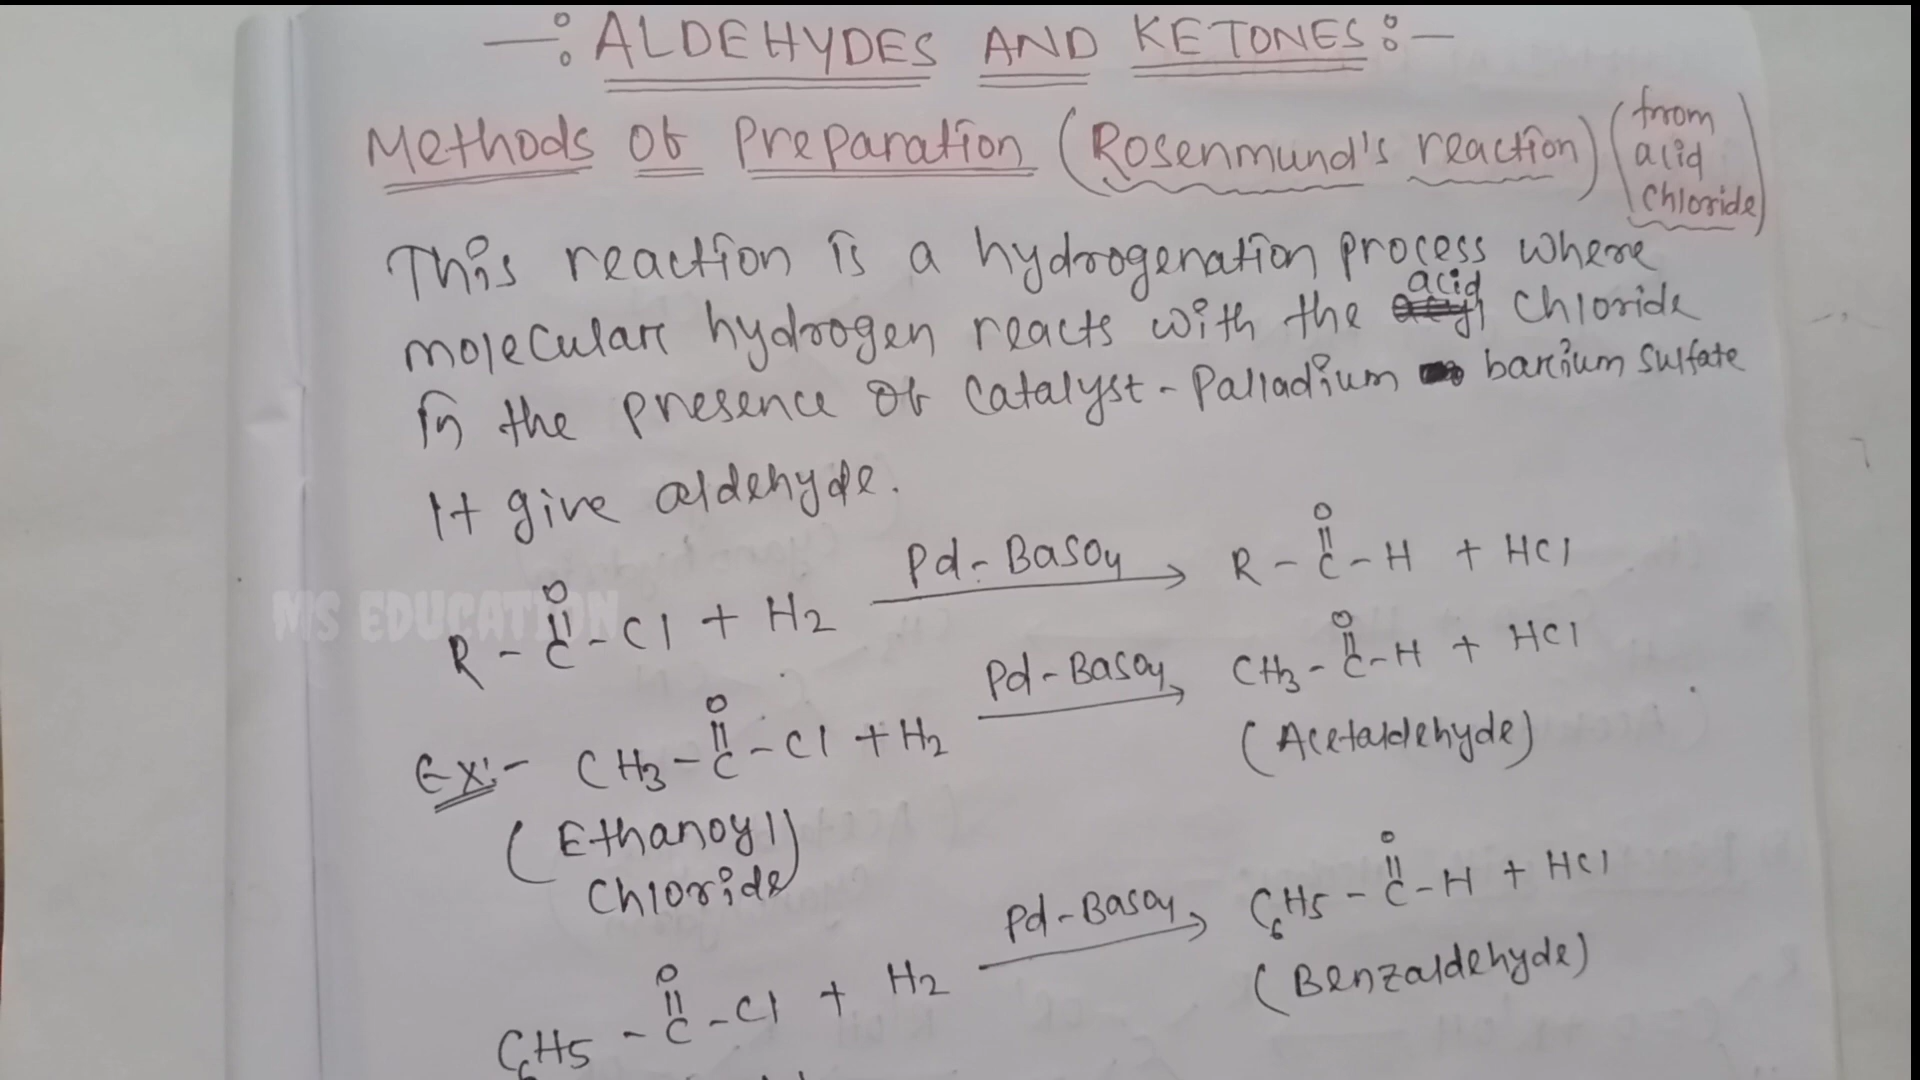 —: ALDEHYDES AND KETONES :—
Methods of Preparation (Rosenmund's reaction) (from acid chloride)
This reaction is a hydrogenation process where
molecular hydrogen reacts with the acid chloride
in the presence of catalyst - Palladium barium sulfate
It give aldehyde.
R - C(=O) - Cl + H2 Pd - BaSO4 → R - C(=O) - H + HCl
MS EDUCATION
Ex:- CH3 - C(=O) - Cl + H2 Pd - BaSO4 → CH3 - C(=O) - H + HCl
(Ethanoyl chloride) (Acetaldehyde)
C6H5 - C(=O) - Cl + H2 Pd - BaSO4 → C6H5 - C(=O) - H + HCl
(Benzaldehyde)